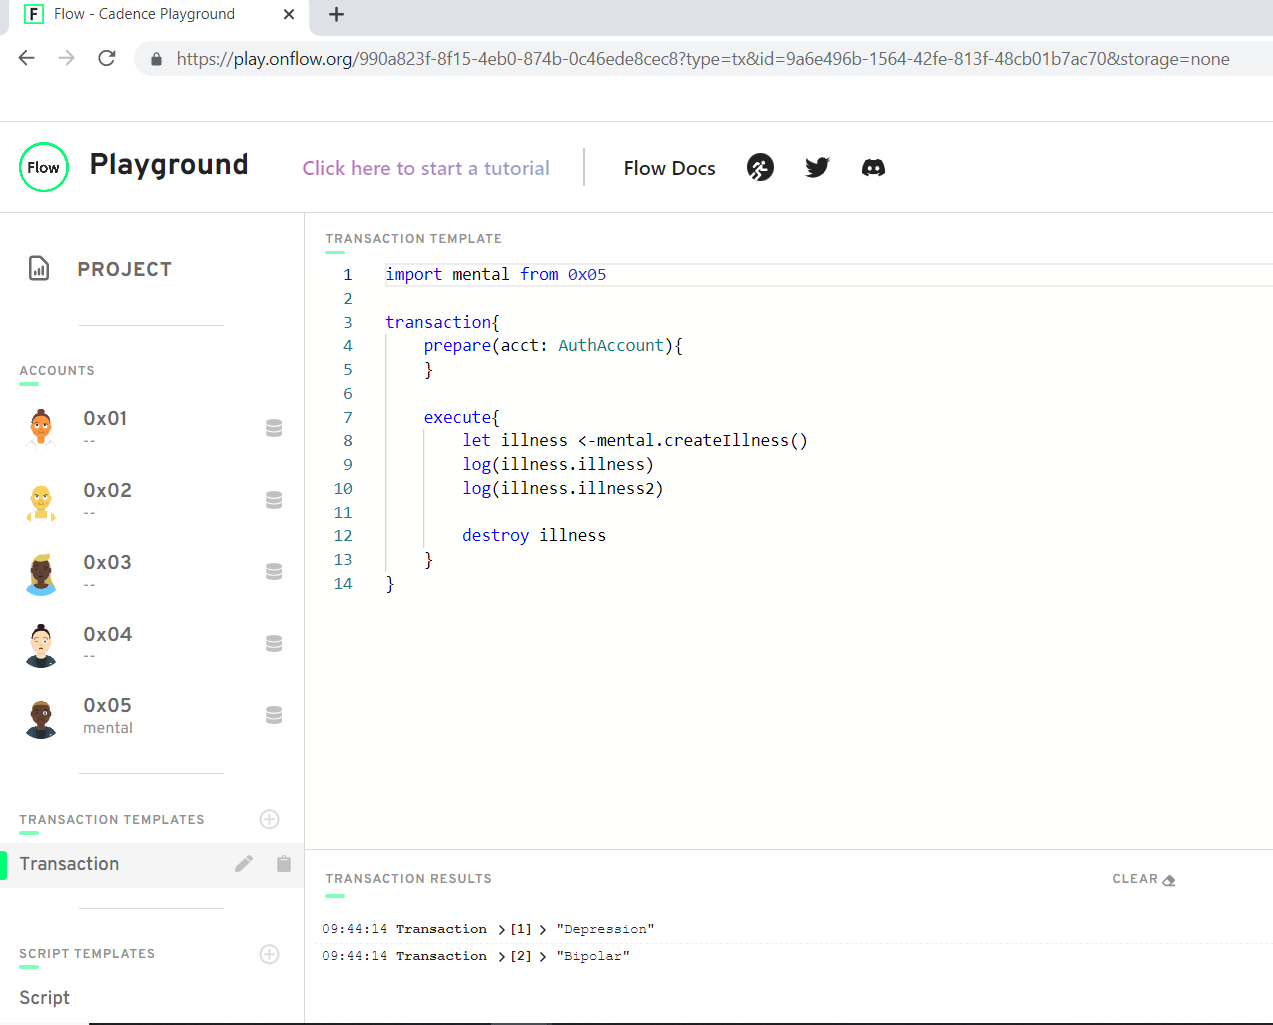 F Flow - Cadence Playground
https://play.onflow.org/990a823f-8f15-4eb0-874b-0c46ede8cec8?type=tx&id=9a6e496b-1564-42fe-813f-48cb01b7ac70&storage=none
Flow Playground Click here to start a tutorial Flow Docs
PROJECT
ACCOUNTS
0x01
--
0x02
--
0x03
--
0x04
--
0x05
mental
TRANSACTION TEMPLATES
Transaction
SCRIPT TEMPLATES
Script
TRANSACTION TEMPLATE
1 import mental from 0x05
2
3 transaction{
4 prepare(acct: AuthAccount){
5 }
6
7 execute{
8 let illness <-mental.createIllness()
9 log(illness.illness)
10 log(illness.illness2)
11
12 destroy illness
13 }
14 }
TRANSACTION RESULTS CLEAR
09:44:14 Transaction > [1] > "Depression"
09:44:14 Transaction > [2] > "Bipolar"